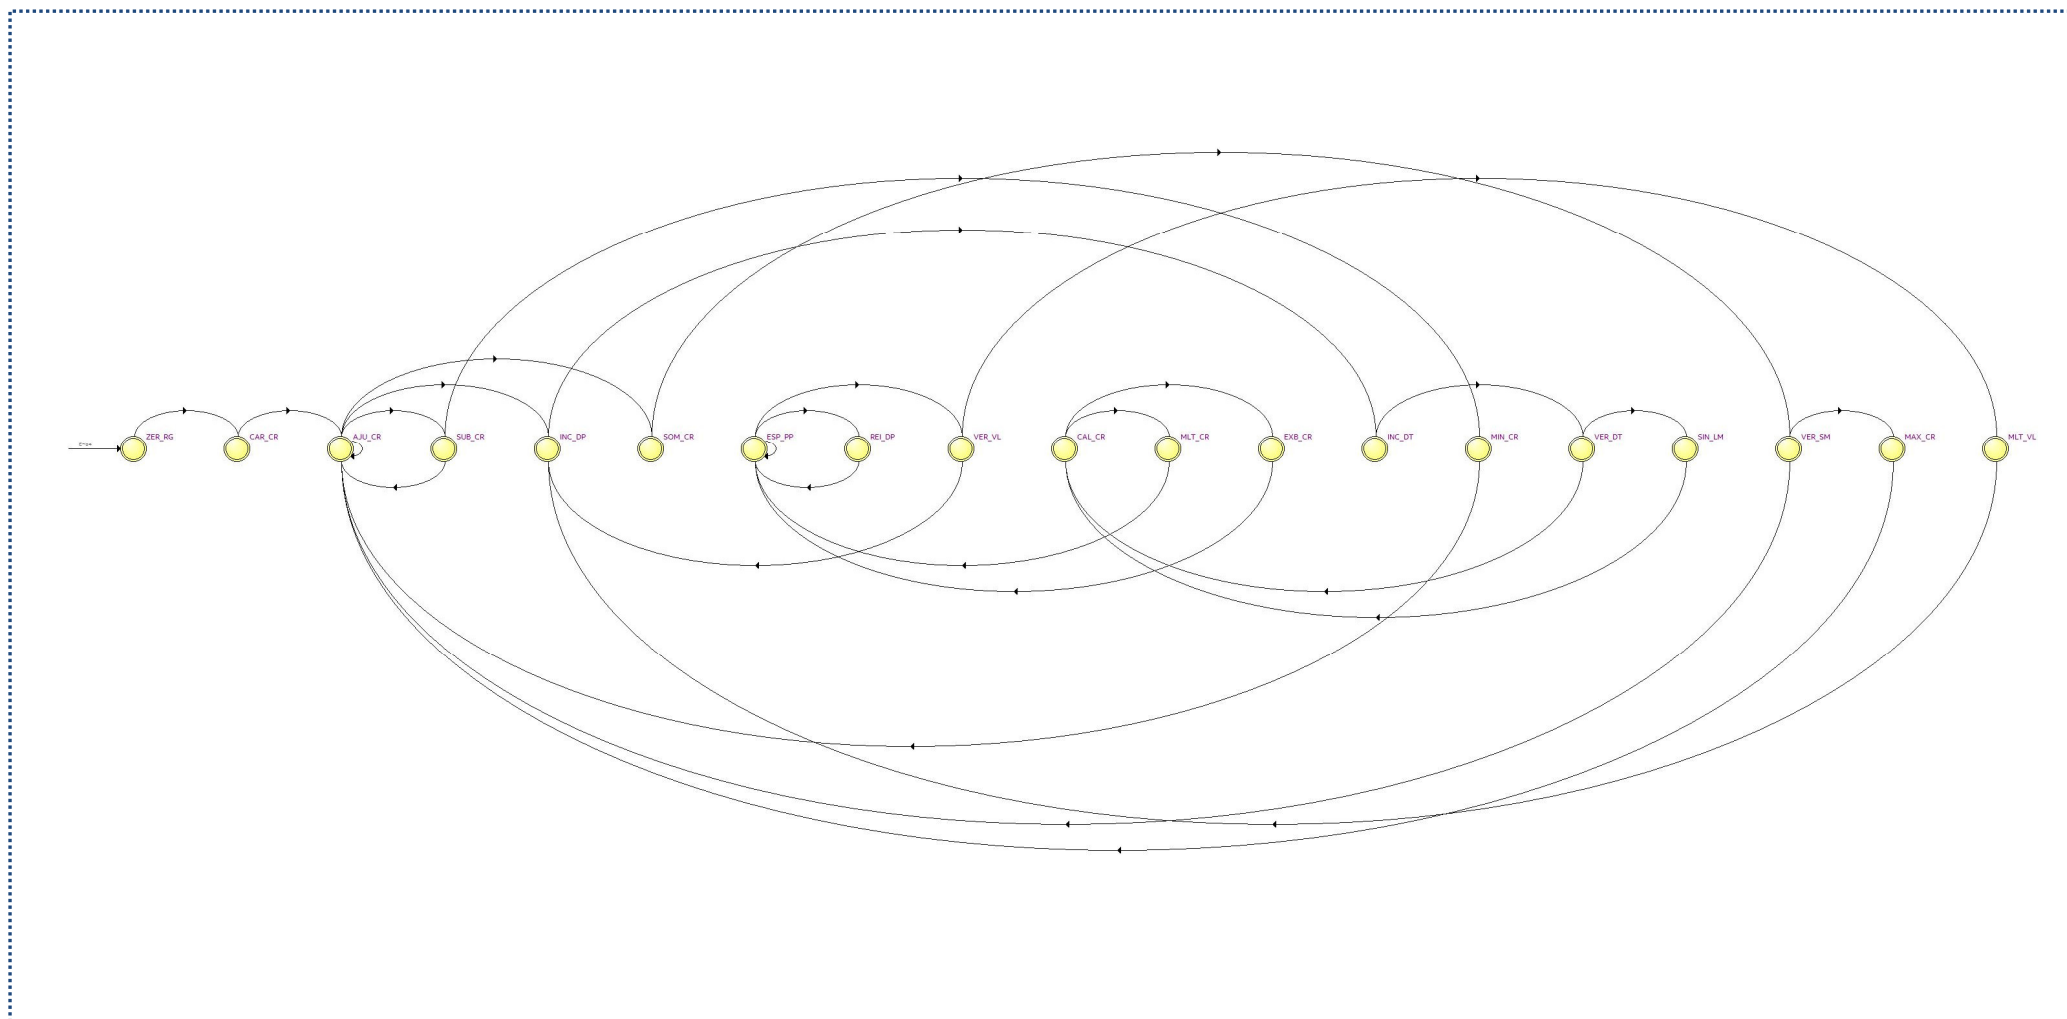 ZER_RG
CAR_CR
AJU_CR
SUB_CR
INC_DP
SOM_CR
ESP_PP
REI_DP
VER_VL
CAL_CR
MLT_CR
EXB_CR
INC_DT
MIN_CR
VER_DT
SIN_LM
VER_SM
MAX_CR
MLT_VL